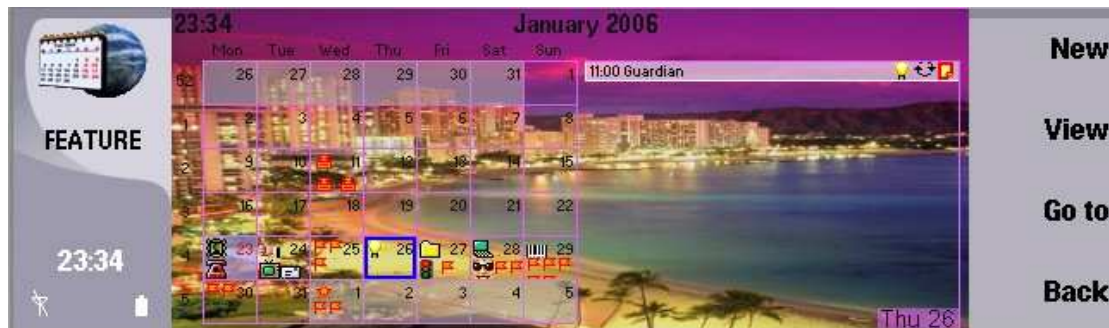 FEATURE
23:34
23:34 January 2006
Mon Tue Wed Thu Fri Sat Sun
52 26 27 28 29 30 31 1
1 2 3 4 5 6 7 8
2 9 10 11 12 13 14 15
3 16 17 18 19 20 21 22
4 23 24 25 26 27 28 29
5 30 31 1 2 3 4 5
11:00 Guardian
Thu 26
New
View
Go to
Back